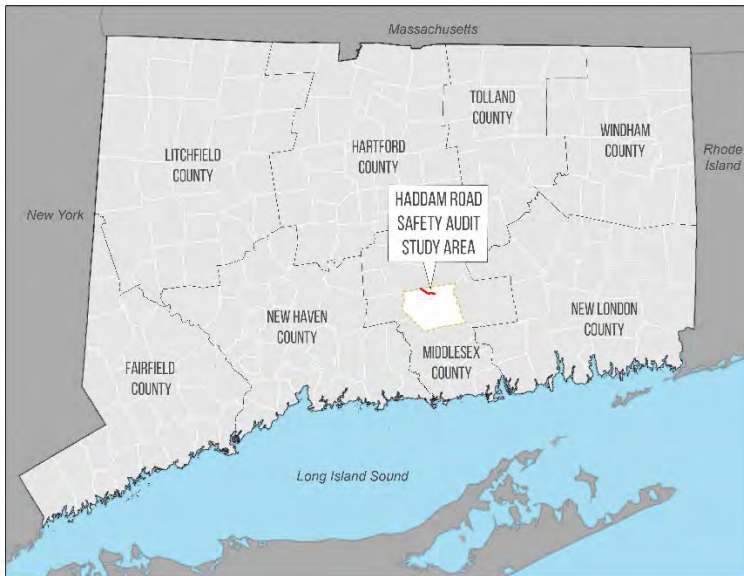 Massachusetts
TOLLAND
COUNTY
WINDHAM
COUNTY
HARTFORD
COUNTY
LITCHFIELD
COUNTY
Rhode
Island
New York
HADDAM ROAD
SAFETY AUDIT
STUDY AREA
NEW HAVEN
COUNTY
NEW LONDON
COUNTY
MIDDLESEX
COUNTY
FAIRFIELD
COUNTY
Long Island Sound